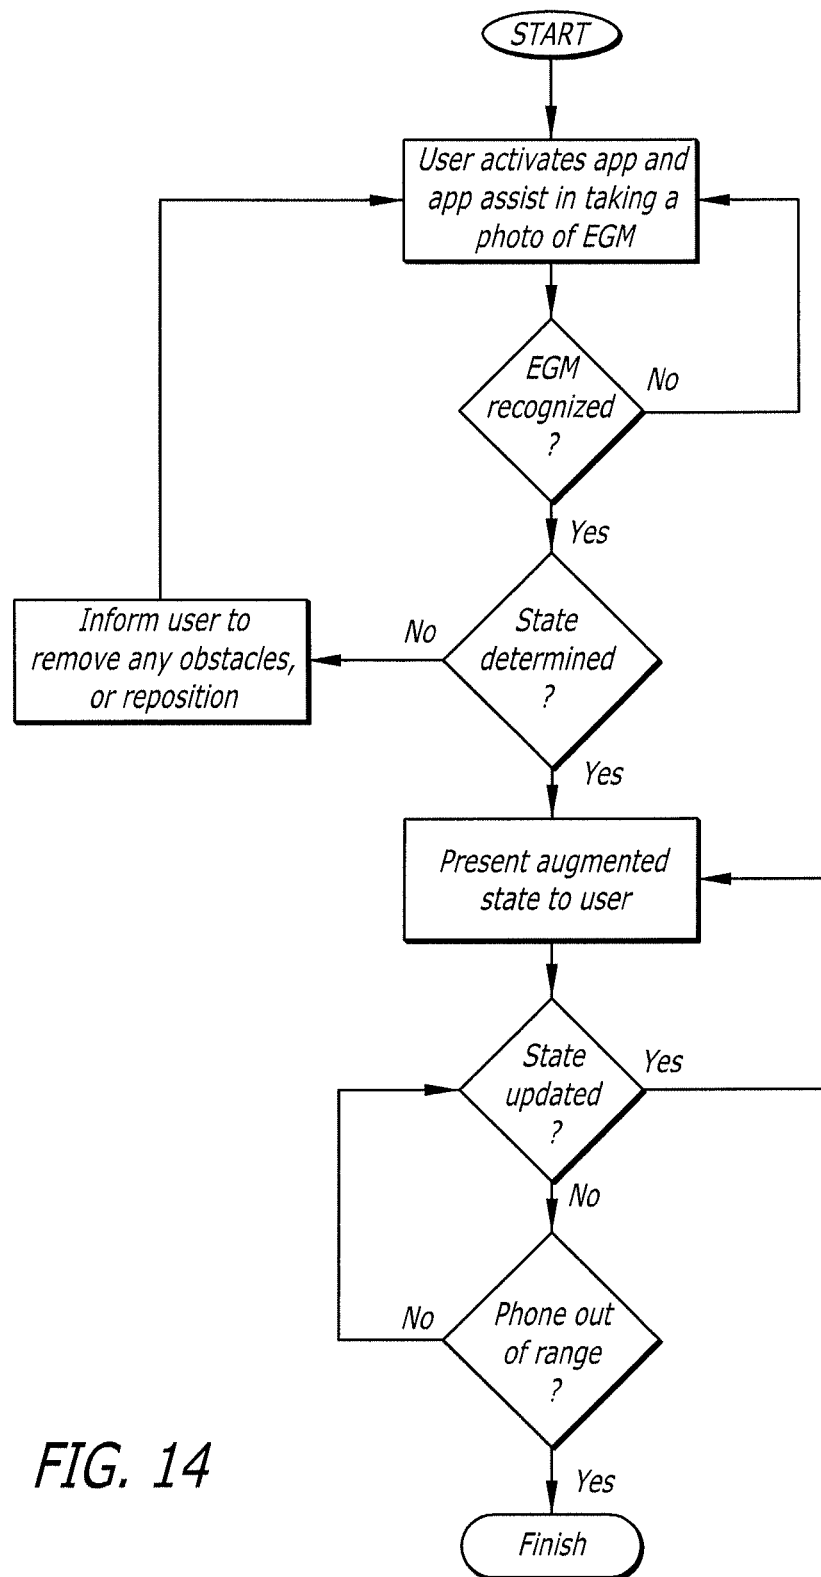 START
User activates app and
app assist in taking a
photo of EGM
EGM
recognized
?
No
Yes
State
determined
?
No
Inform user to
remove any obstacles,
or reposition
Yes
Present augmented
state to user
State
updated
?
Yes
No
Phone out
of range
?
No
Yes
Finish
FIG. 14